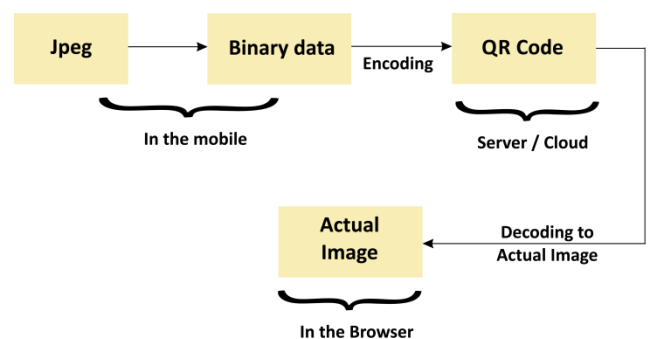 Jpeg
Binary data
Encoding
QR Code
In the mobile
Server / Cloud
Actual
Image
Decoding to
Actual Image
In the Browser